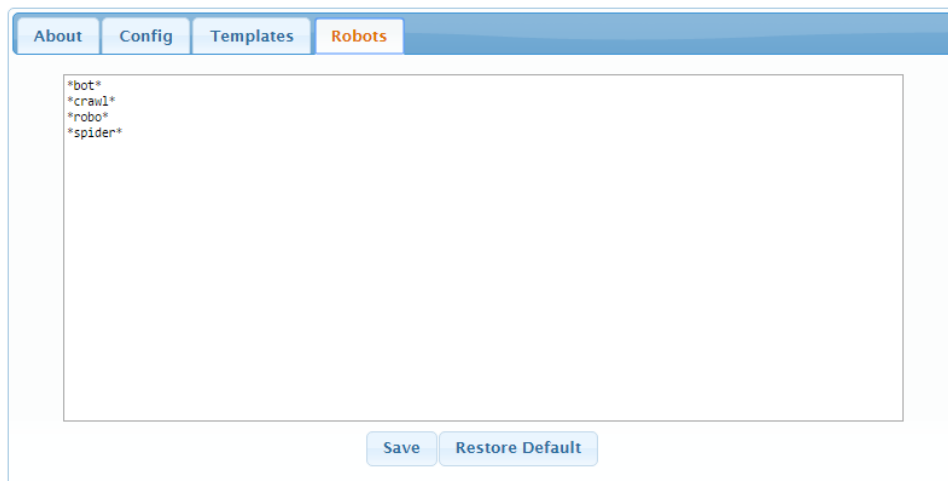 About Config Templates Robots
*bot*
*crawl*
*robo*
*spider*
Save Restore Default